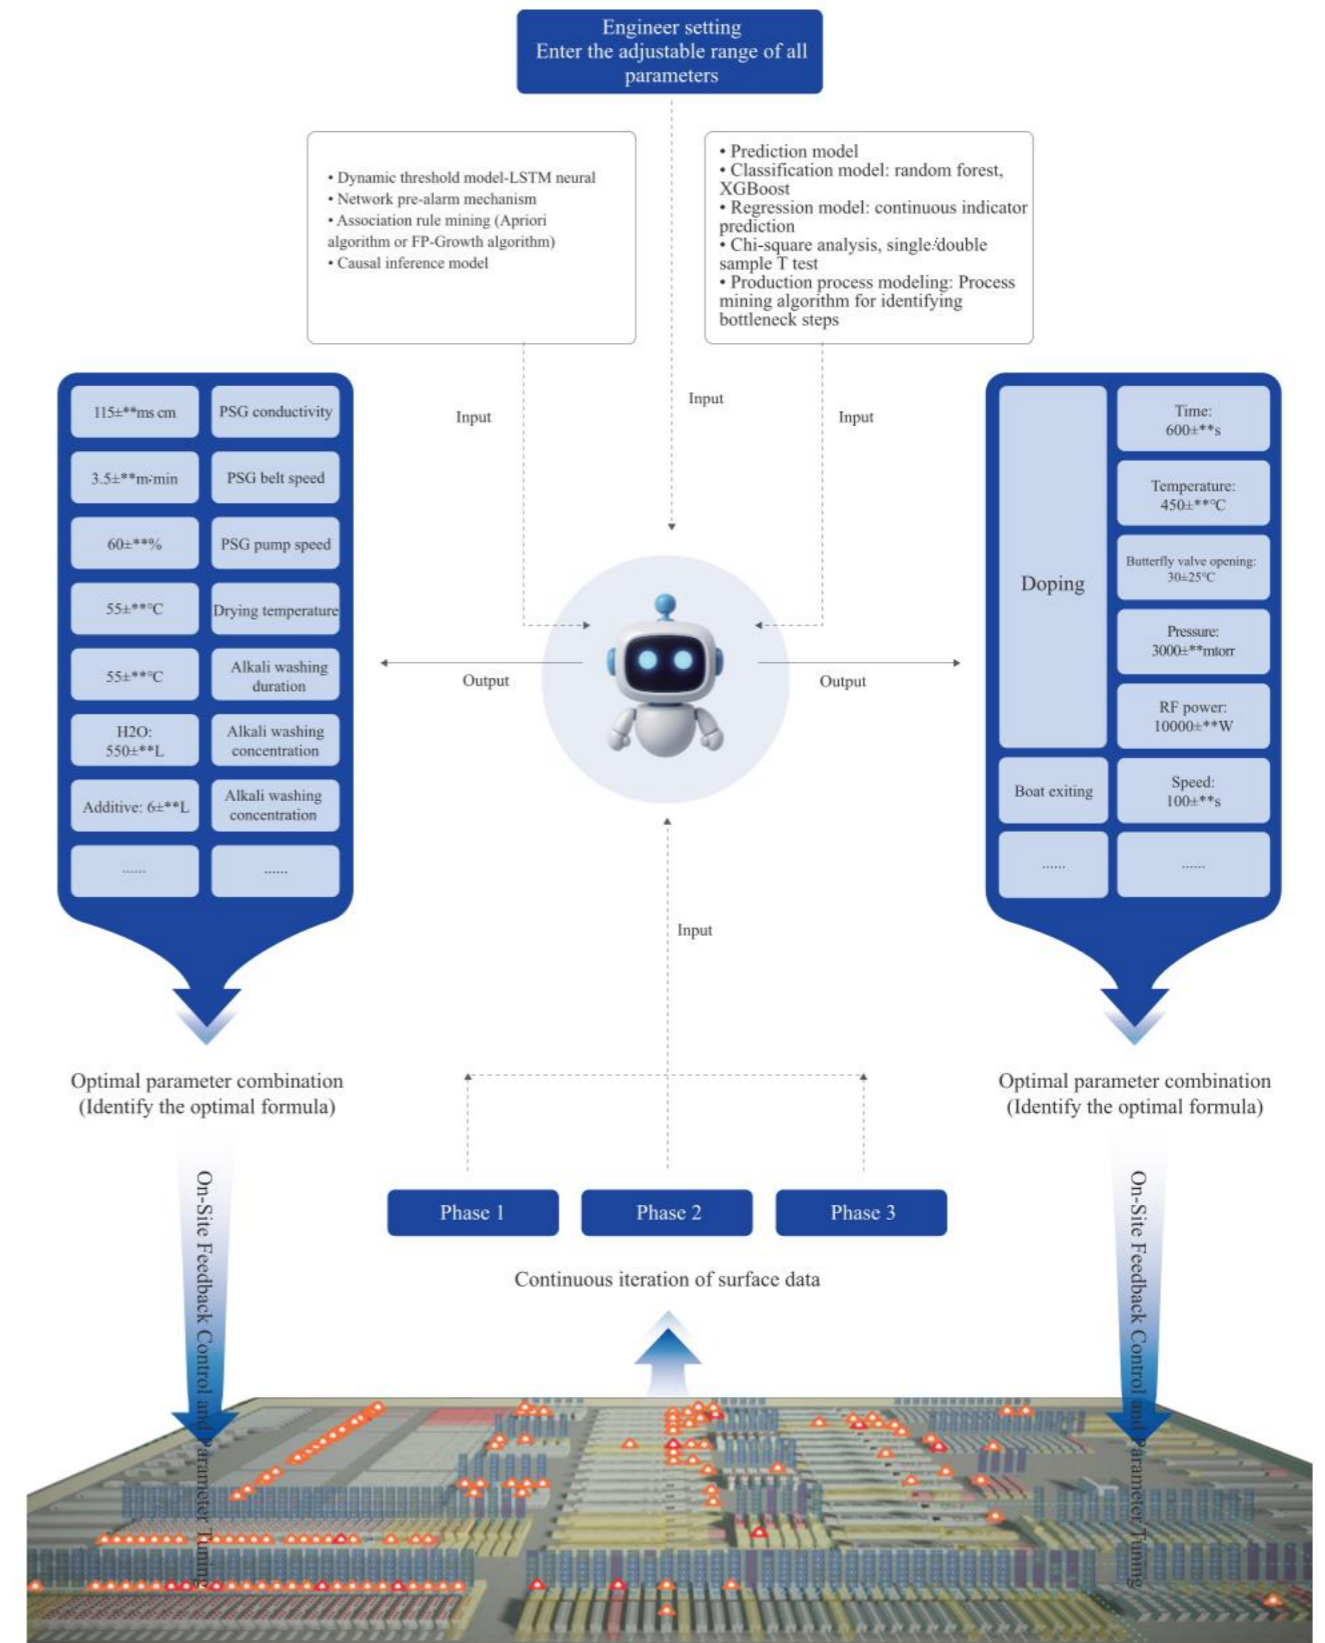 Engineer setting
Enter the adjustable range of all
parameters
• Dynamic threshold model-LSTM neural
• Network pre-alarm mechanism
• Association rule mining (Apriori
algorithm or FP-Growth algorithm)
• Causal inference model
• Prediction model
• Classification model: random forest,
XGBoost
• Regression model: continuous indicator
prediction
• Chi-square analysis, single/double
sample T test
• Production process modeling: Process
mining algorithm for identifying
bottleneck steps
Input
Input
Input
115±**ms cm
PSG conductivity
3.5±**m/min
PSG belt speed
60±**%
PSG pump speed
55±**°C
Drying temperature
55±**°C
Alkali washing
duration
H2O:
550±**L
Alkali washing
concentration
Additive: 6±**L
Alkali washing
concentration
......
......
Output
Output
Doping
Time:
600±**s
Temperature:
450±**°C
Butterfly valve opening:
30±25°C
Pressure:
3000±**mtorr
RF power:
10000±**W
Boat exiting
Speed:
100±**s
......
......
Input
Optimal parameter combination
(Identify the optimal formula)
Optimal parameter combination
(Identify the optimal formula)
On-Site Feedback Control and Parameter Tuning
Phase 1
Phase 2
Phase 3
Continuous iteration of surface data
On-Site Feedback Control and Parameter Tuning